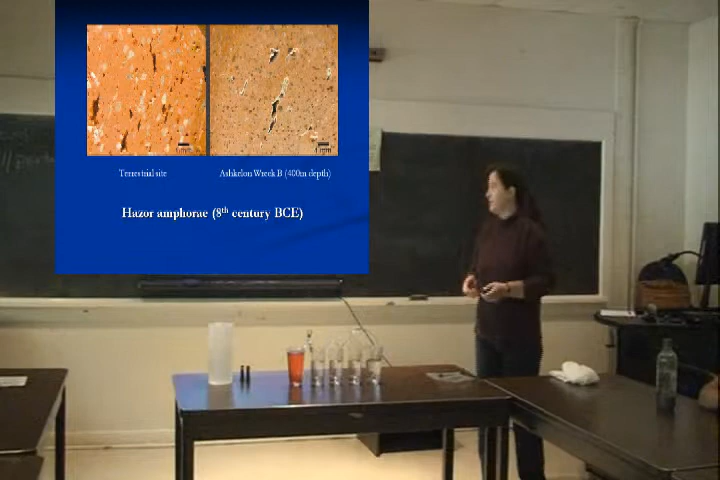 Terrestrial site
Ashkelon Wreck B (400m depth)
Hazor amphorae (8th century BCE)